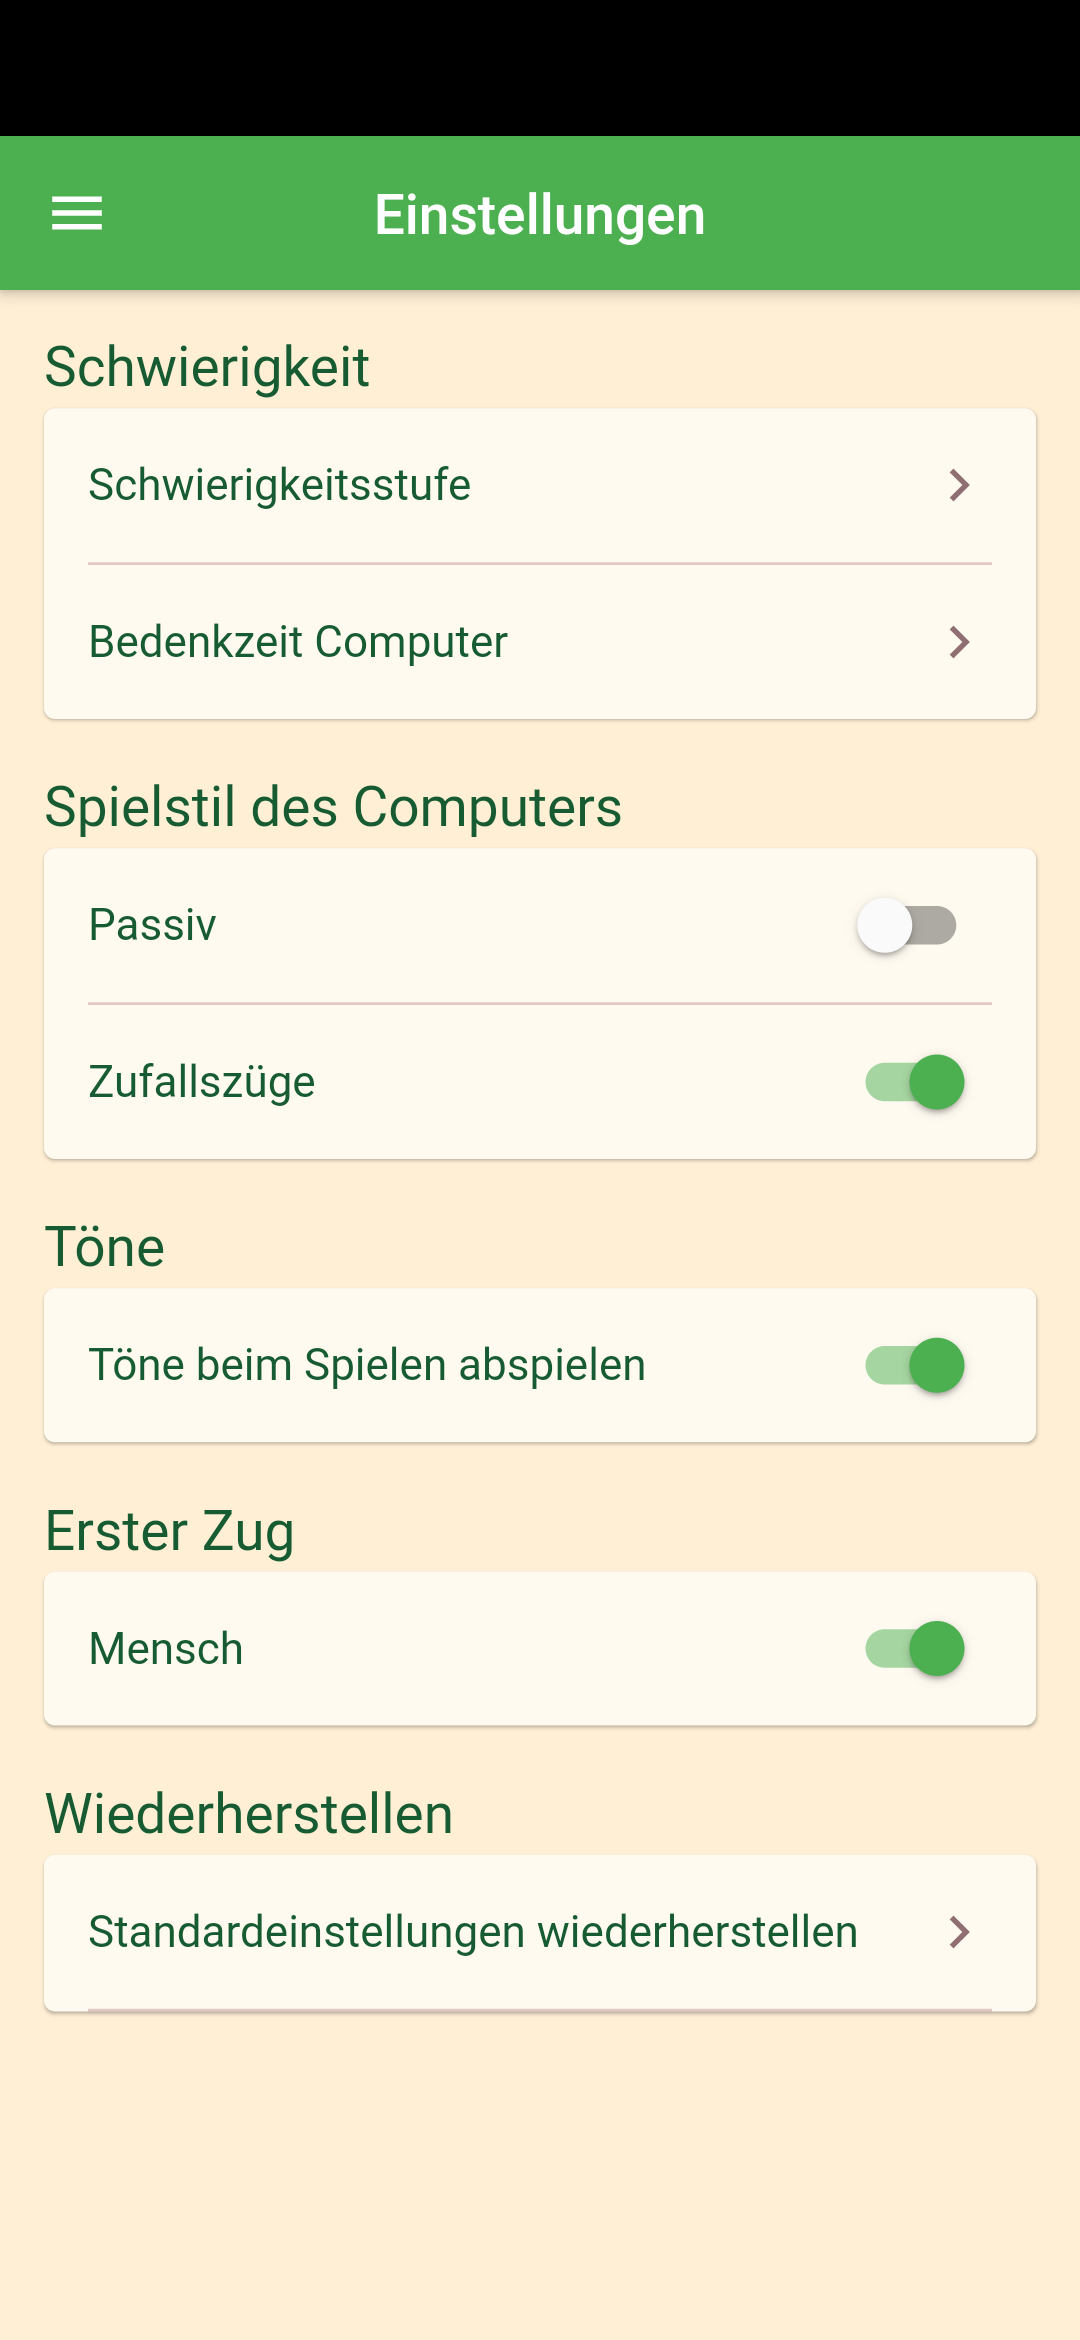 Einstellungen
Schwierigkeit
Schwierigkeitsstufe
Bedenkzeit Computer
Spielstil des Computers
Passiv
Zufallszüge
Töne
Töne beim Spielen abspielen
Erster Zug
Mensch
Wiederherstellen
Standardeinstellungen wiederherstellen